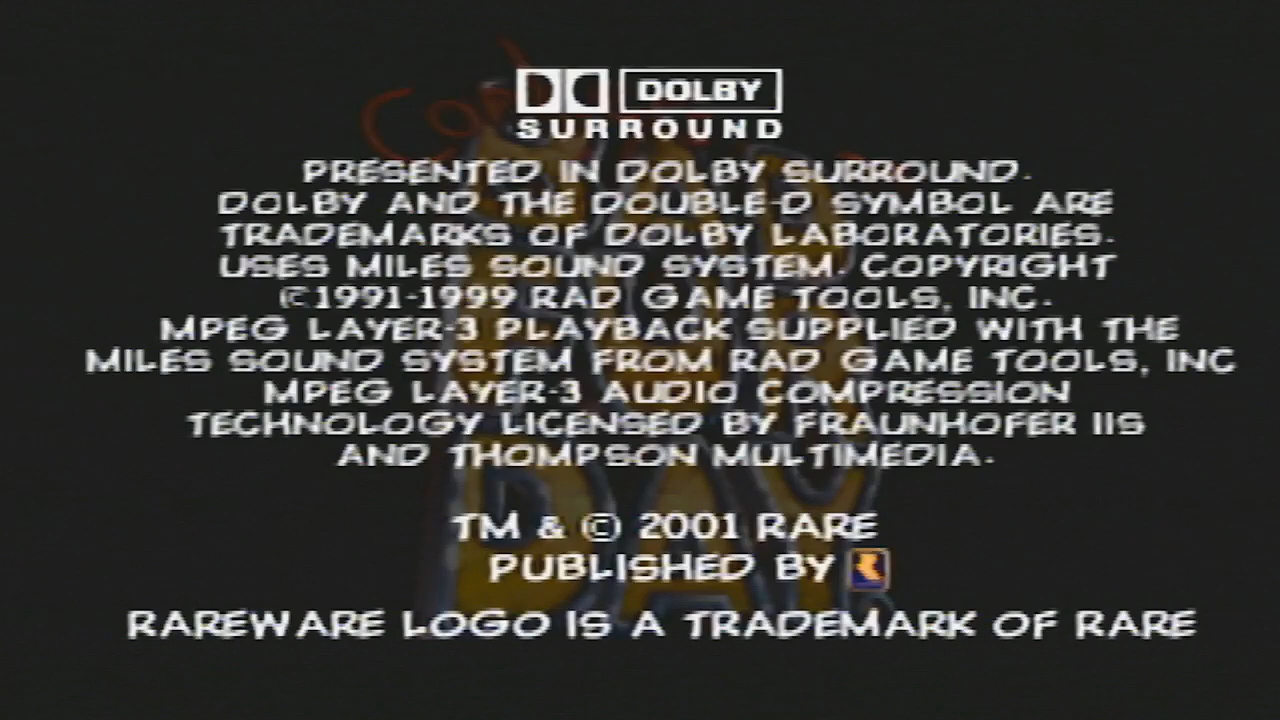 DOLBY
SURROUND
PRESENTED IN DOLBY SURROUND.
DOLBY AND THE DOUBLE-D SYMBOL ARE
TRADEMARKS OF DOLBY LABORATORIES.
USES MILES SOUND SYSTEM. COPYRIGHT
©1991-1999 RAD GAME TOOLS, INC.
MPEG LAYER-3 PLAYBACK SUPPLIED WITH THE
MILES SOUND SYSTEM FROM RAD GAME TOOLS, INC
MPEG LAYER-3 AUDIO COMPRESSION
TECHNOLOGY LICENSED BY FRAUNHOFER IIS
AND THOMPSON MULTIMEDIA.
TM & © 2001 RARE
PUBLISHED BY
RAREWARE LOGO IS A TRADEMARK OF RARE
DAY